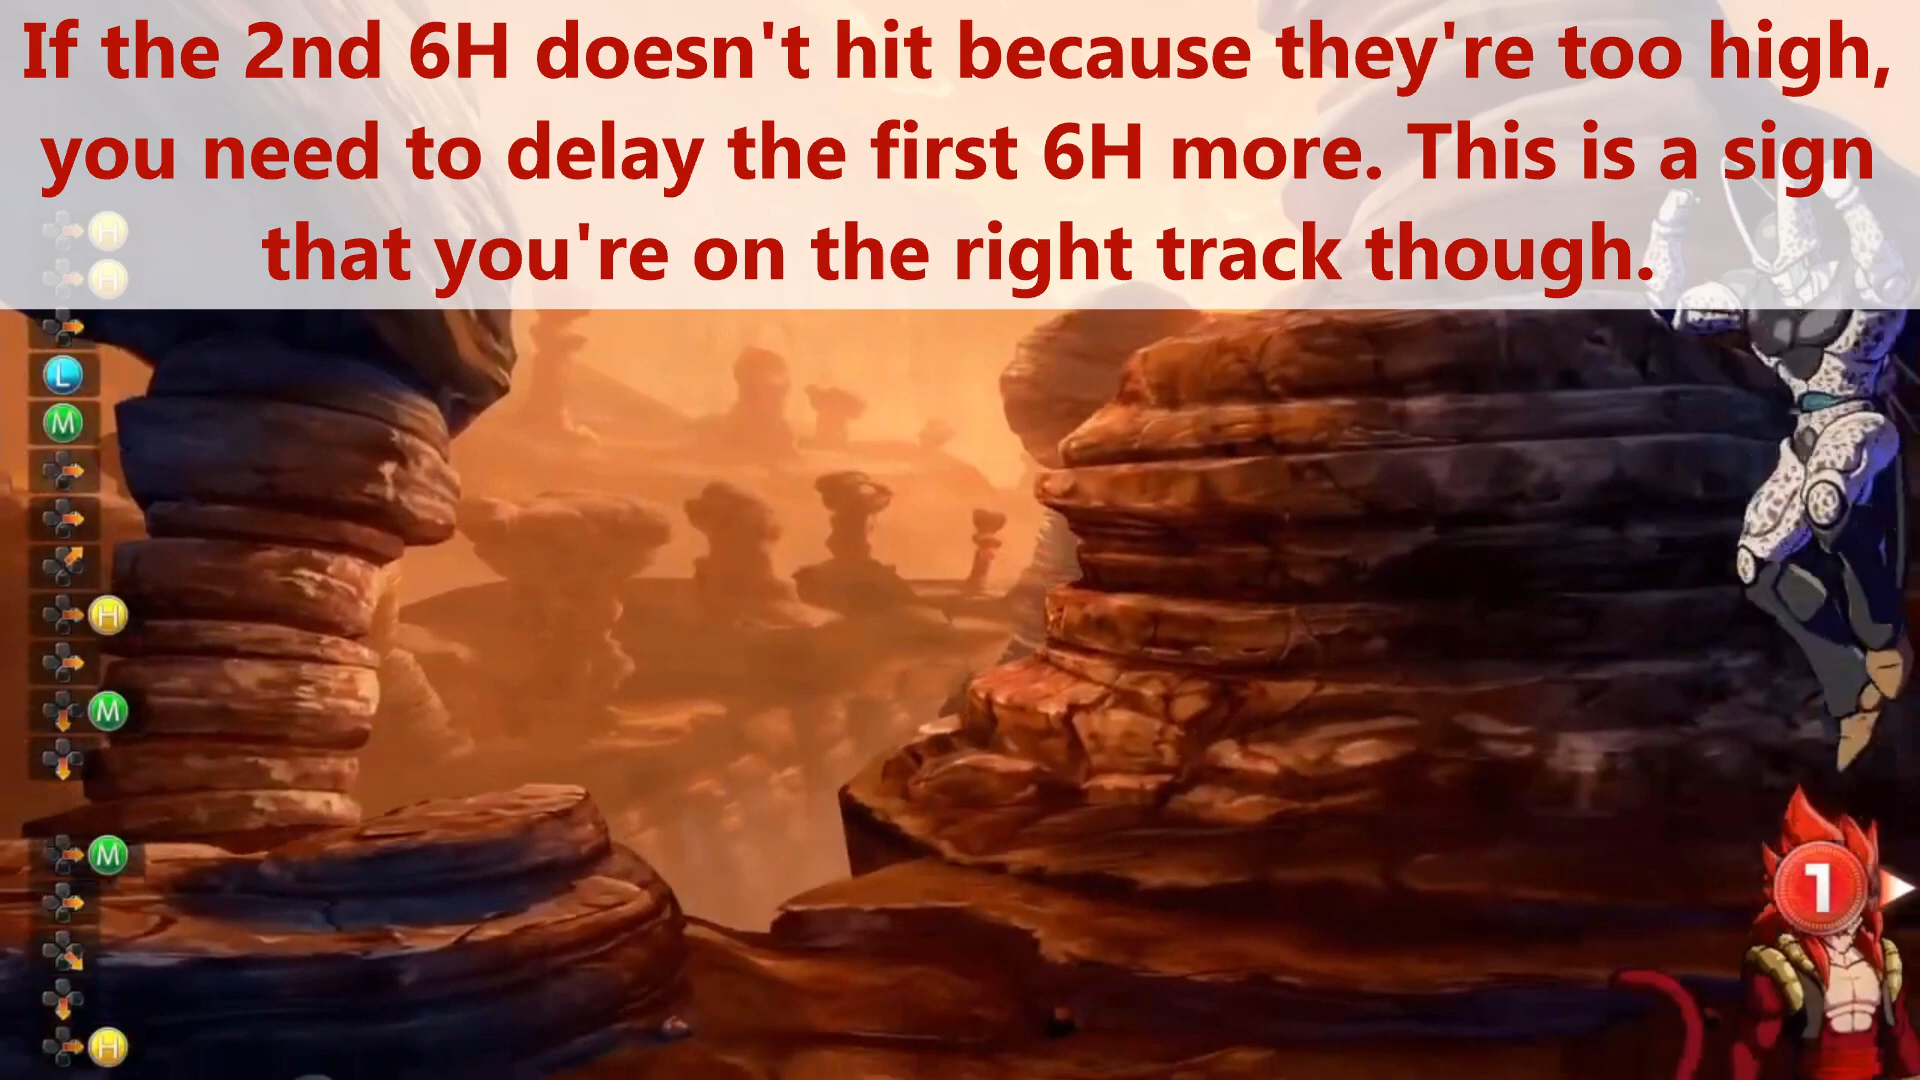 If the 2nd 6H doesn't hit because they're too high,
you need to delay the first 6H more. This is a sign
that you're on the right track though.
H
H
L
M
H
M
M
H
1